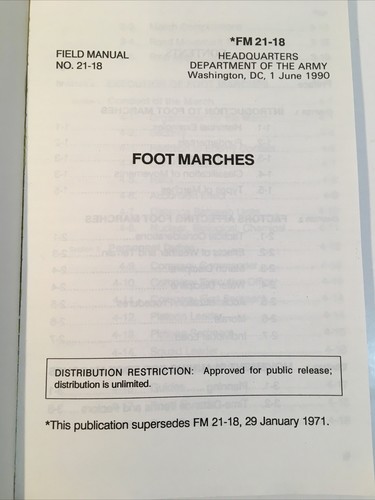 *FM 21-18
FIELD MANUAL
NO. 21-18
HEADQUARTERS
DEPARTMENT OF THE ARMY
Washington, DC, 1 June 1990
FOOT MARCHES
DISTRIBUTION RESTRICTION: Approved for public release;
distribution is unlimited.
*This publication supersedes FM 21-18, 29 January 1971.